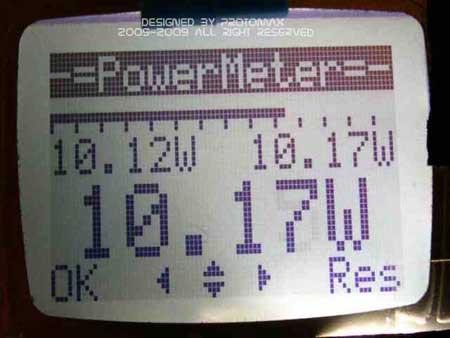 DESIGNED BY PROTOMAX
2005-2009 ALL RIGHT RESERVED
-=PowerMeter=-
10.12W 10.17W
10.17W
OK Res